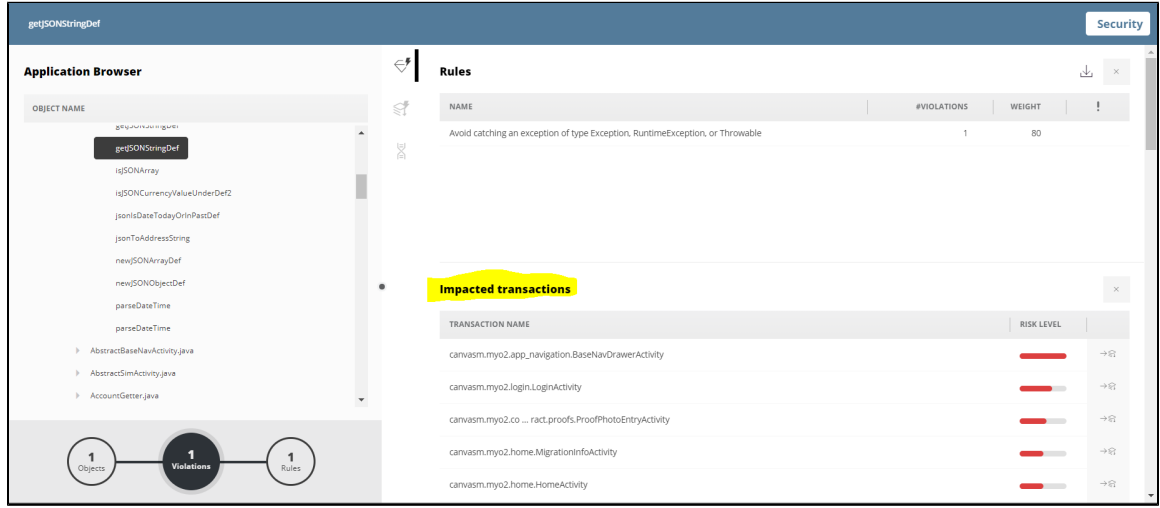 getJSONStringDef
Security
Application Browser
OBJECT NAME
getJSONStringDef
getJSONStringDef
isJSONArray
isJSONCurrencyValueUnderDef2
jsonIsDateTodayOrInPastDef
jsonToAddressString
newJSONArrayDef
newJSONObjectDef
parseDateTime
parseDateTime
AbstractBaseNavActivity.java
AbstractSimActivity.java
AccountGetter.java
1
Objects
1
Violations
1
Rules
Rules
NAME #VIOLATIONS WEIGHT !
Avoid catching an exception of type Exception, RuntimeException, or Throwable 1 80
Impacted transactions
TRANSACTION NAME RISK LEVEL
canvasm.myo2.app_navigation.BaseNavDrawerActivity
canvasm.myo2.login.LoginActivity
canvasm.myo2.co ... ract.proofs.ProofPhotoEntryActivity
canvasm.myo2.home.MigrationInfoActivity
canvasm.myo2.home.HomeActivity